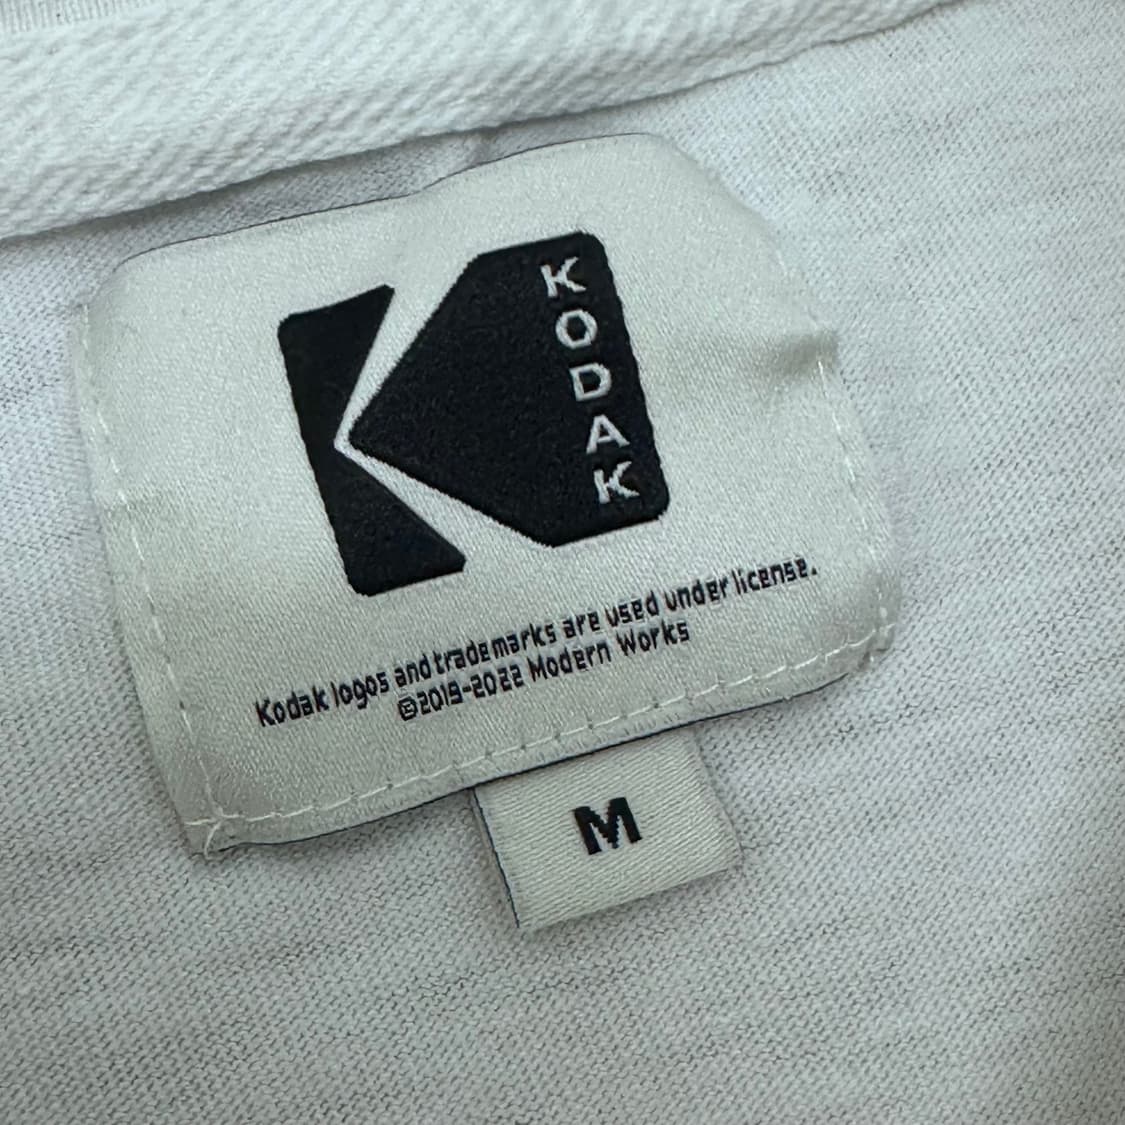 KODAK
Kodak logos and trademarks are used under license.
©2019-2022 Modern Works
M